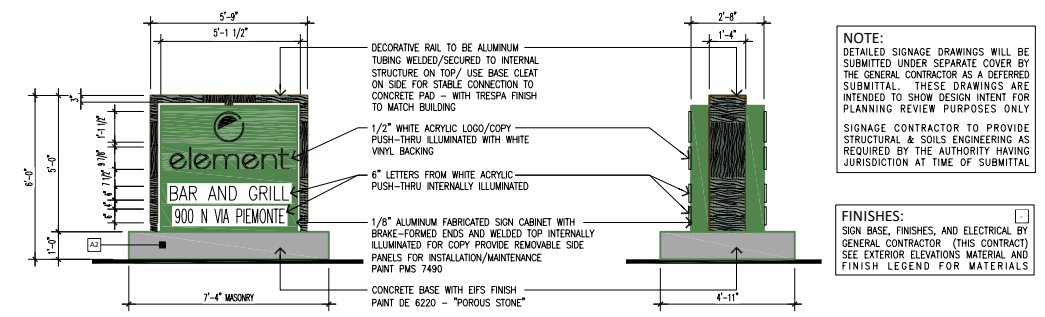 5'-9"
5'-1 1/2"
3"
6'-0"
5'-0"
1'-0"
1'-1 1/2"
9 7/8"
7 1/2"
6"
4"
6"
element
BAR AND GRILL
900 N VIA PIEMONTE
A2
7'-4" MASONRY
DECORATIVE RAIL TO BE ALUMINUM
TUBING WELDED/SECURED TO INTERNAL
STRUCTURE ON TOP/ USE BASE CLEAT
ON SIDE FOR STABLE CONNECTION TO
CONCRETE PAD - WITH TRESPA FINISH
TO MATCH BUILDING
1/2" WHITE ACRYLIC LOGO/COPY
PUSH-THRU ILLUMINATED WITH WHITE
VINYL BACKING
6" LETTERS FROM WHITE ACRYLIC
PUSH-THRU INTERNALLY ILLUMINATED
1/8" ALUMINUM FABRICATED SIGN CABINET WITH
BRAKE-FORMED ENDS AND WELDED TOP INTERNALLY
ILLUMINATED FOR COPY PROVIDE REMOVABLE SIDE
PANELS FOR INSTALLATION/MAINTENANCE
PAINT PMS 7490
CONCRETE BASE WITH EIFS FINISH
PAINT DE 6220 - "POROUS STONE"
2'-8"
1'-4"
4'-11"
NOTE:
DETAILED SIGNAGE DRAWINGS WILL BE
SUBMITTED UNDER SEPARATE COVER BY
THE GENERAL CONTRACTOR AS A DEFERRED
SUBMITTAL. THESE DRAWINGS ARE
INTENDED TO SHOW DESIGN INTENT FOR
PLANNING REVIEW PURPOSES ONLY
SIGNAGE CONTRACTOR TO PROVIDE
STRUCTURAL & SOILS ENGINEERING AS
REQUIRED BY THE AUTHORITY HAVING
JURISDICTION AT TIME OF SUBMITTAL
FINISHES:
-
SIGN BASE, FINISHES, AND ELECTRICAL BY
GENERAL CONTRACTOR (THIS CONTRACT)
SEE EXTERIOR ELEVATIONS MATERIAL AND
FINISH LEGEND FOR MATERIALS